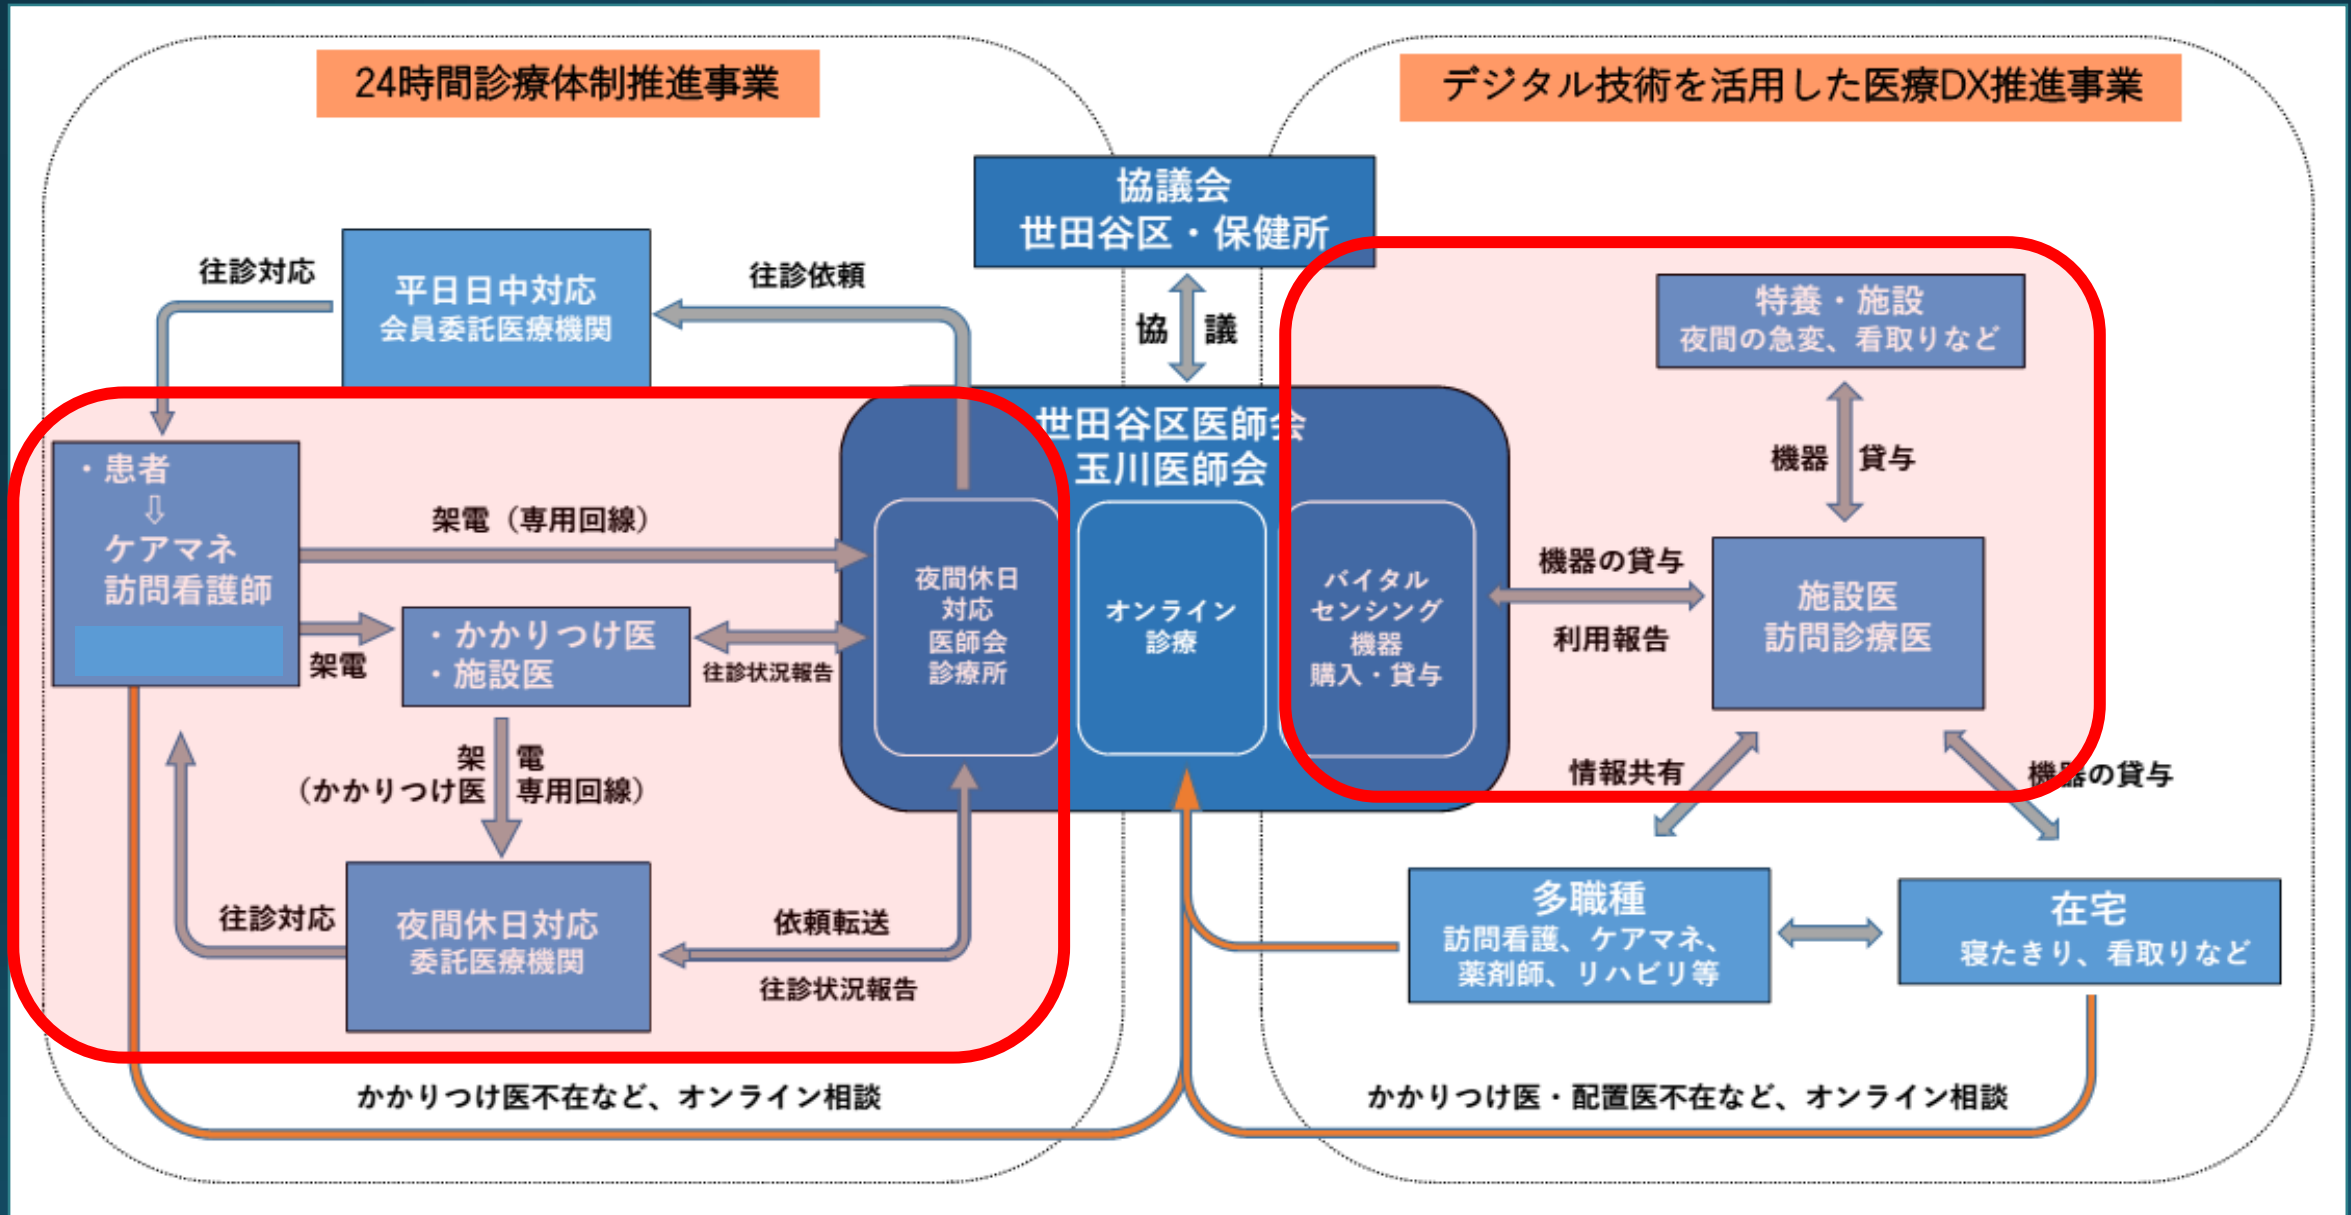 24時間診療体制推進事業
デジタル技術を活用した医療DX推進事業
協議会
世田谷区・保健所
往診対応
平日日中対応
会員委託医療機関
往診依頼
協 議
特養・施設
夜間の急変、看取りなど
世田谷区医師会
玉川医師会
・患者
⇩
ケアマネ
訪問看護師
架電（専用回線）
機器 貸与
夜間休日
対応
医師会
診療所
オンライン
診療
バイタル
センシング
機器
購入・貸与
機器の貸与
利用報告
施設医
訪問診療医
架電
・かかりつけ医
・施設医
往診状況報告
架 電
（かかりつけ医 専用回線）
情報共有
機器の貸与
往診対応
夜間休日対応
委託医療機関
依頼転送
往診状況報告
多職種
訪問看護、ケアマネ、
薬剤師、リハビリ等
在宅
寝たきり、看取りなど
かかりつけ医不在など、オンライン相談
かかりつけ医・配置医不在など、オンライン相談